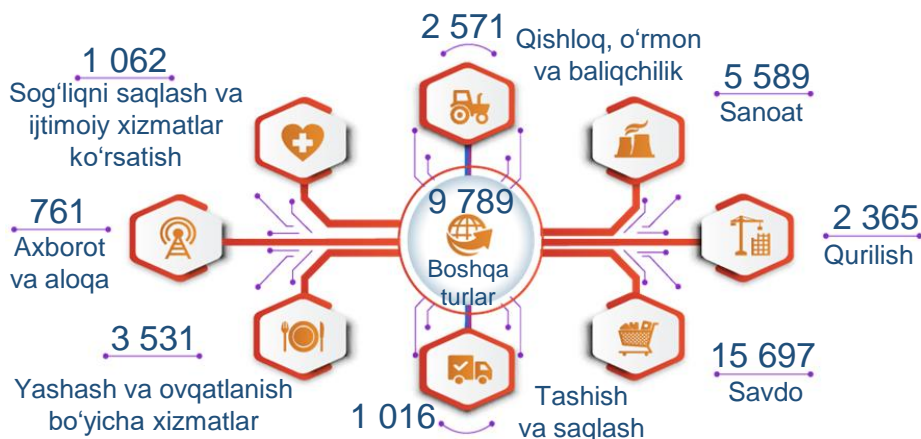 2 571
Qishloq, o‘rmon
va baliqchilik
1 062
Sog‘liqni saqlash va
ijtimoiy xizmatlar
ko‘rsatish
5 589
Sanoat
761
Axborot
va aloqa
9 789
Boshqa
turlar
2 365
Qurilish
3 531
Yashash va ovqatlanish
bo‘yicha xizmatlar
1 016
Tashish
va saqlash
15 697
Savdo